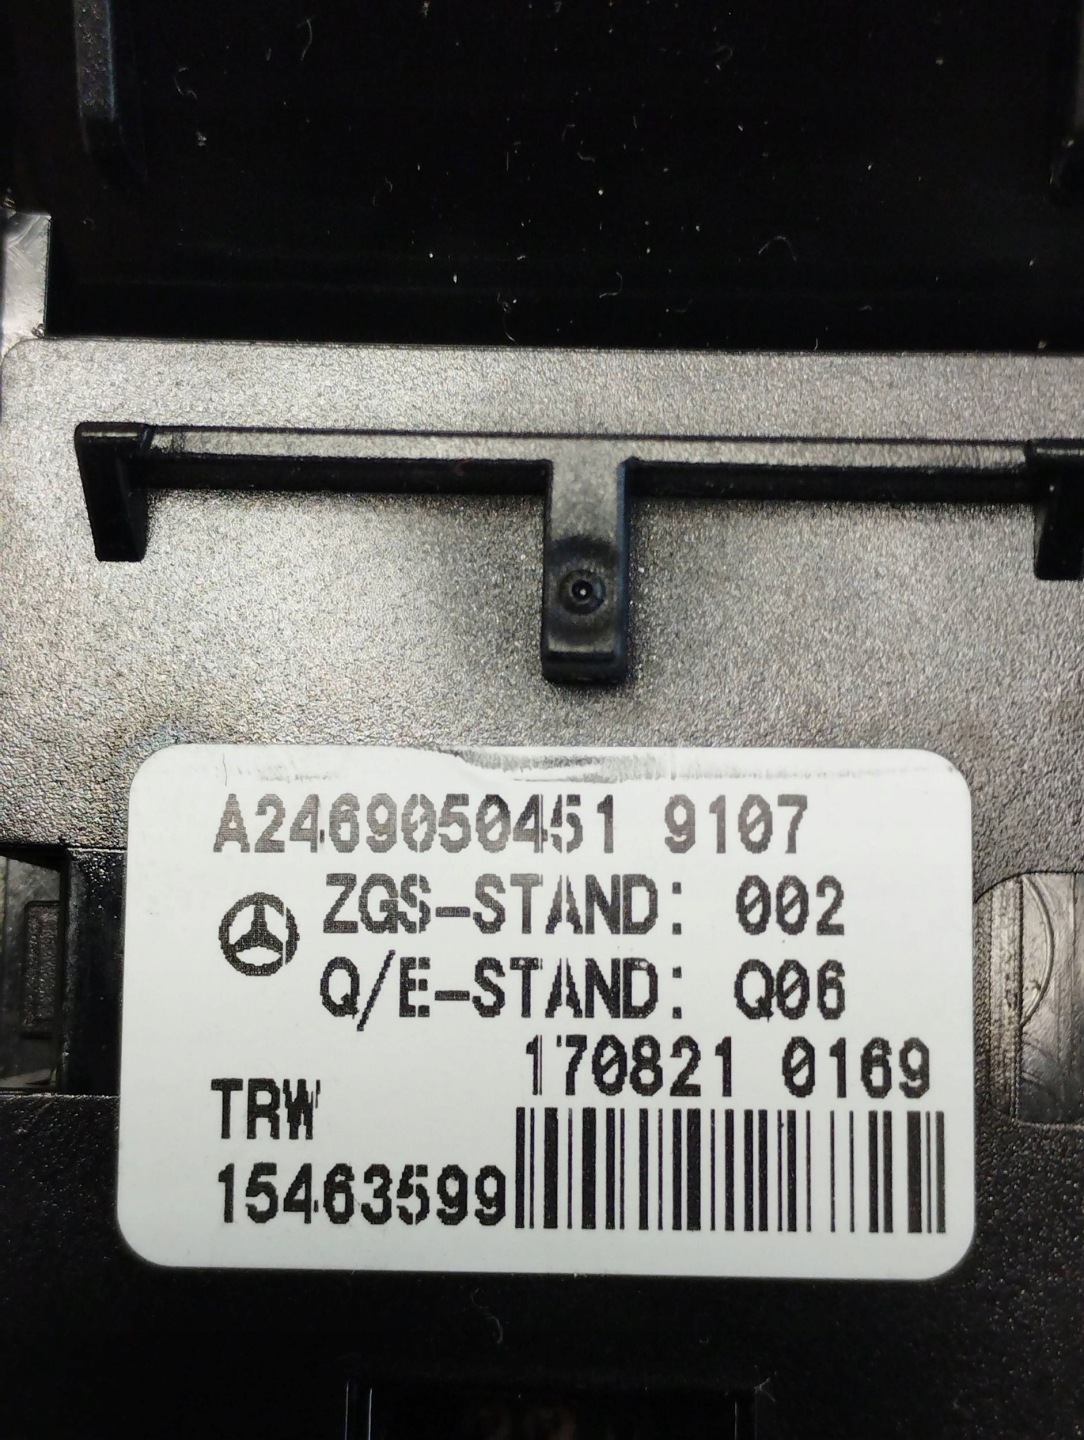 A2469050451 9107
ZGS-STAND: 002
Q/E-STAND: Q06
170821 0169
TRW
15463599